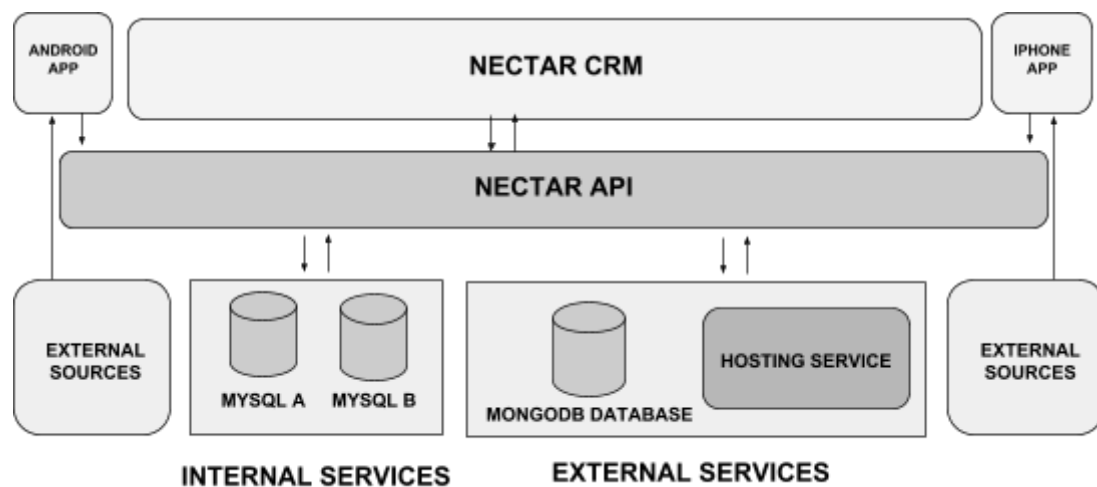 ANDROID
APP
NECTAR CRM
IPHONE
APP
NECTAR API
EXTERNAL
SOURCES
MYSQL A
MYSQL B
MONGODB DATABASE
HOSTING SERVICE
EXTERNAL
SOURCES
INTERNAL SERVICES
EXTERNAL SERVICES